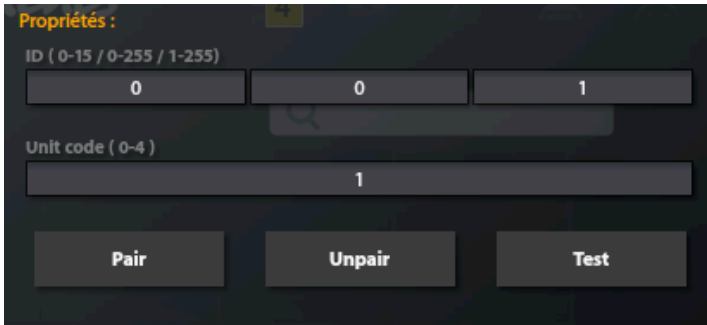 Propriétés :
4
ID ( 0-15 / 0-255 / 1-255)
0 0 1
Unit code ( 0-4 )
1
Pair Unpair Test